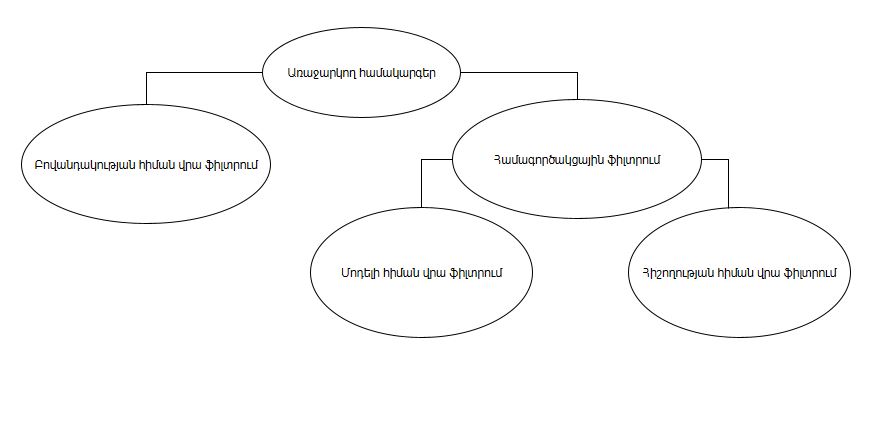 Առաջարկող համակարգեր
Բովանդակության հիման վրա ֆիլտրում
Համագործակցային ֆիլտրում
Մոդելի հիման վրա ֆիլտրում
Հիշողության հիման վրա ֆիլտրում